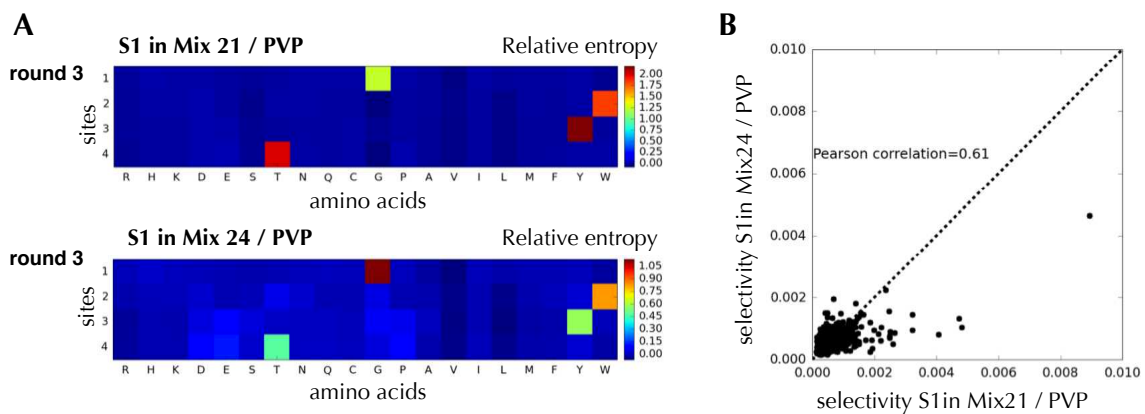 A
S1 in Mix 21 / PVP
Relative entropy
round 3
sites
1
2
3
4
R H K D E S T N Q C G P A V I L M F Y W
amino acids
2.00
1.75
1.50
1.25
1.00
0.75
0.50
0.25
0.00
S1 in Mix 24 / PVP
Relative entropy
round 3
sites
1
2
3
4
R H K D E S T N Q C G P A V I L M F Y W
amino acids
1.05
0.90
0.75
0.60
0.45
0.30
0.15
0.00
B
selectivity S1in Mix24 / PVP
0.010
0.008
0.006
0.004
0.002
0.000
Pearson correlation=0.61
0.000 0.002 0.004 0.006 0.008 0.010
selectivity S1in Mix21 / PVP